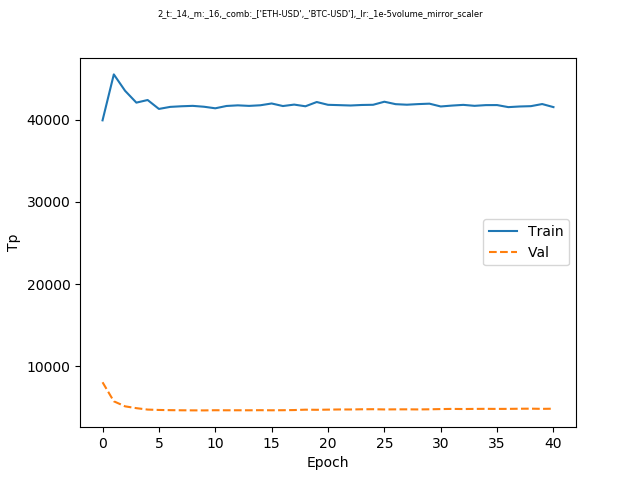 2_t:_14,_m:_16,_comb:_['ETH-USD',_'BTC-USD'],_lr:_1e-5volume_mirror_scaler
40000
30000
20000
10000
Tp
Train
Val
0 5 10 15 20 25 30 35 40
Epoch